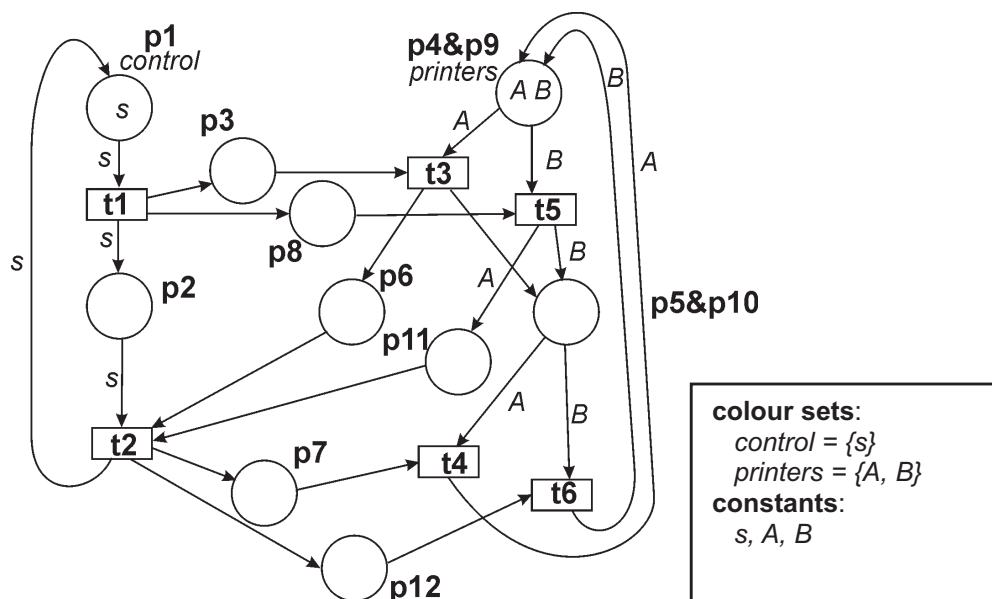 p1
control
s
s
t1
s
p2
s
s
t2
p3
p8
p4&p9
printers
A B
A
B
t3
t5
p6
A
B
p11
p5&p10
A
B
B
A
p7
t4
t6
p12
colour sets:
control = {s}
printers = {A, B}
constants:
s, A, B